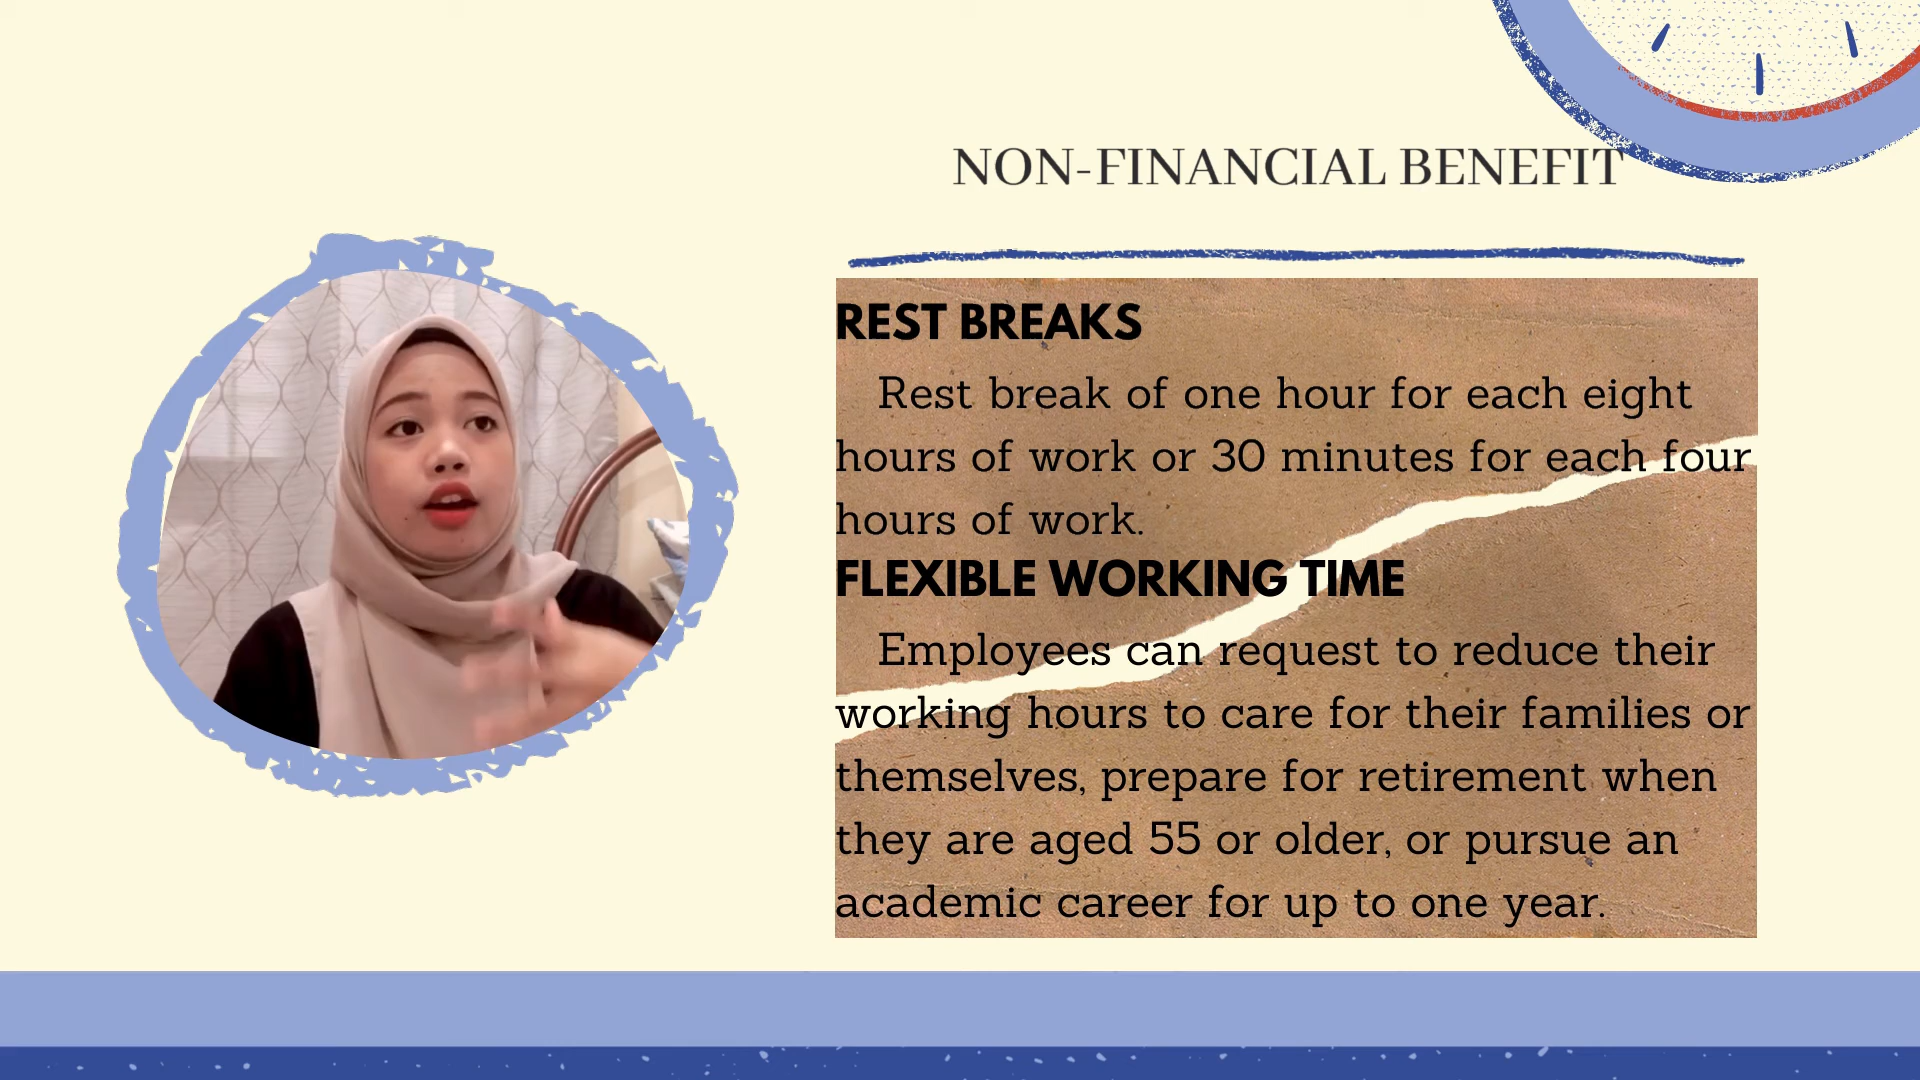 NON-FINANCIAL BENEFIT
REST BREAKS
Rest break of one hour for each eight
hours of work or 30 minutes for each four
hours of work.
FLEXIBLE WORKING TIME
Employees can request to reduce their
working hours to care for their families or
themselves, prepare for retirement when
they are aged 55 or older, or pursue an
academic career for up to one year.